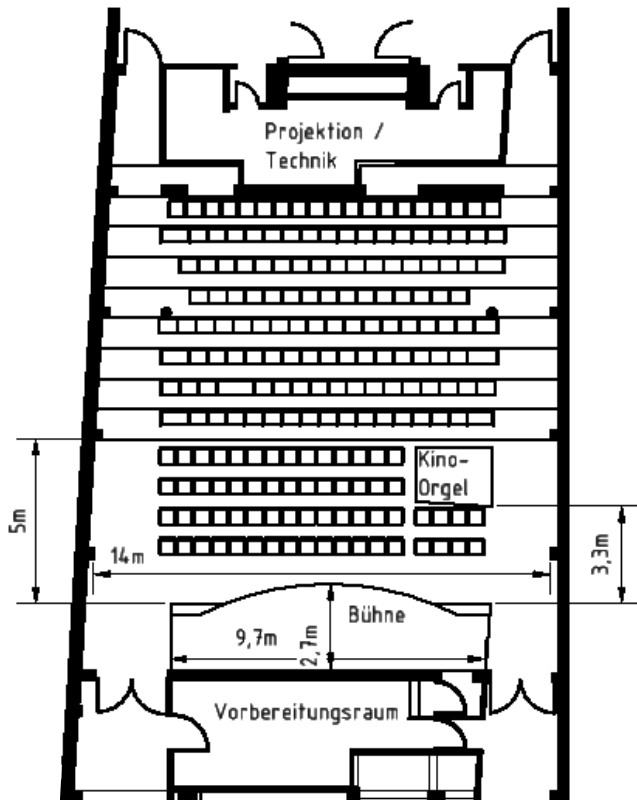 Projektion /
Technik
Kino-
Orgel
5m
14m
3,3m
Bühne
9,7m
2,7m
Vorbereitungsraum